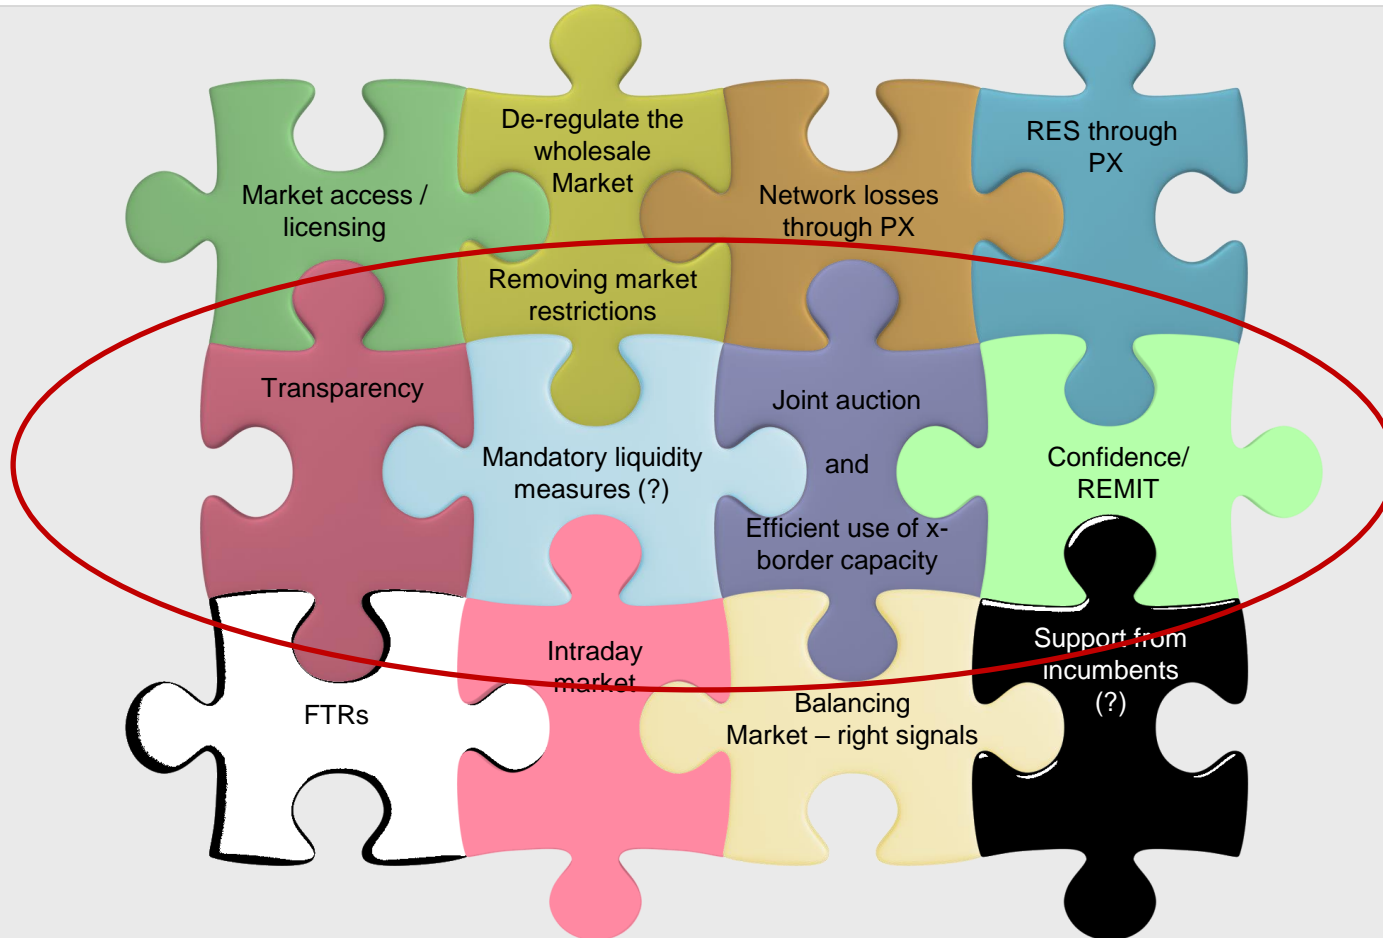 Market access /
licensing
De-regulate the
wholesale
Market
Removing market
restrictions
Network losses
through PX
RES through
PX
Transparency
Mandatory liquidity
measures (?)
Joint auction
and
Efficient use of x-
border capacity
Confidence/
REMIT
FTRs
Intraday
market
Balancing
Market – right signals
Support from
incumbents
(?)